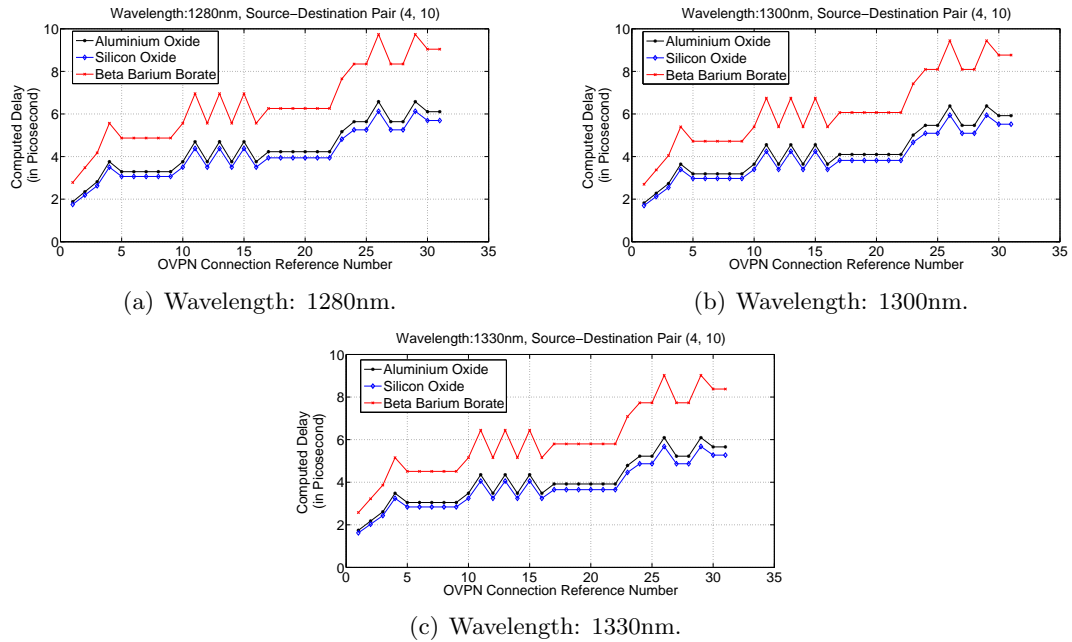 Wavelength:1280nm, Source−Destination Pair (4, 10)
10
8
6
4
2
0
Computed Delay
(in Picosecond)
Aluminium Oxide
Silicon Oxide
Beta Barium Borate
0 5 10 15 20 25 30 35
OVPN Connection Reference Number
(a) Wavelength: 1280nm.
Wavelength:1300nm, Source−Destination Pair (4, 10)
10
8
6
4
2
0
Computed Delay
(in Picosecond)
Aluminium Oxide
Silicon Oxide
Beta Barium Borate
0 5 10 15 20 25 30 35
OVPN Connection Reference Number
(b) Wavelength: 1300nm.
Wavelength:1330nm, Source−Destination Pair (4, 10)
10
8
6
4
2
0
Computed Delay
(in Picosecond)
Aluminium Oxide
Silicon Oxide
Beta Barium Borate
0 5 10 15 20 25 30 35
OVPN Connection Reference Number
(c) Wavelength: 1330nm.